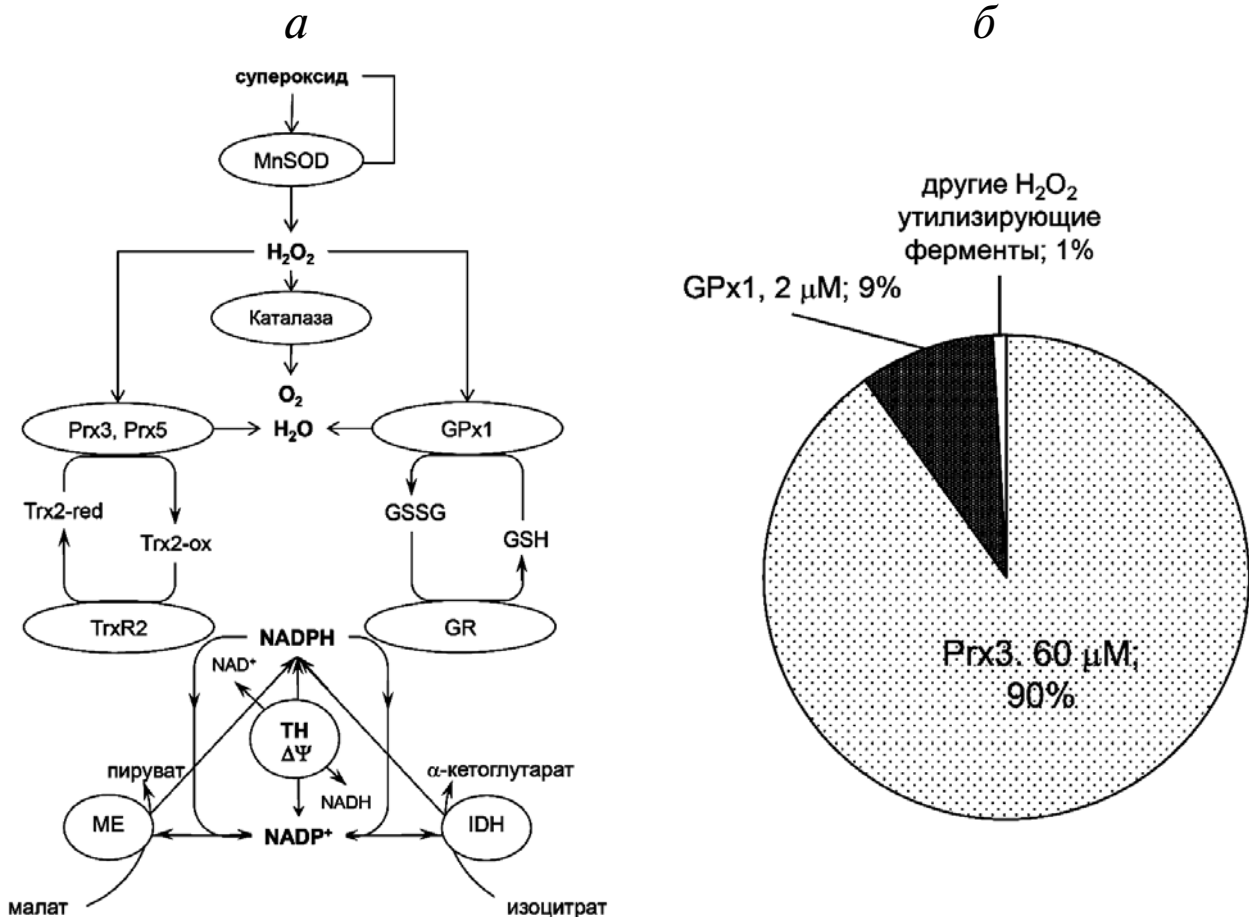 а
супероксид
MnSOD
H₂O₂
Каталаза
O₂
Prx3, Prx5
H₂O
GPx1
Trx2-red
Trx2-ox
GSSG
GSH
TrxR2
NADPH
GR
NAD⁺
TH
ΔΨ
пируват
α-кетоглутарат
NADH
ME
NADP⁺
IDH
малат
изоцитрат
б
другие H₂O₂
утилизирующие
ферменты; 1%
GPx1, 2 μM; 9%
Prx3. 60 μM;
90%